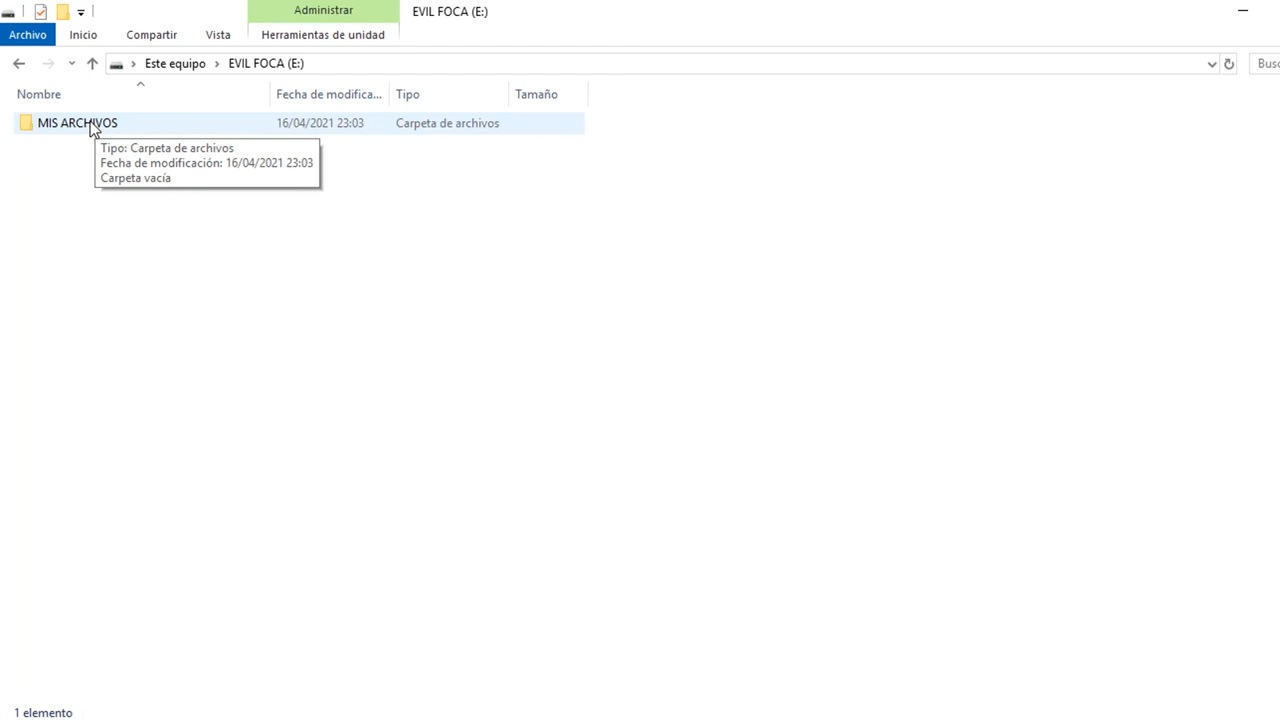 Administrar
EVIL FOCA (E:)
Archivo
Inicio
Compartir
Vista
Herramientas de unidad
Este equipo
EVIL FOCA (E:)
Busc
Nombre
Fecha de modifica...
Tipo
Tamaño
MIS ARCHIVOS
16/04/2021 23:03
Carpeta de archivos
Tipo: Carpeta de archivos
Fecha de modificación: 16/04/2021 23:03
Carpeta vacía
1 elemento